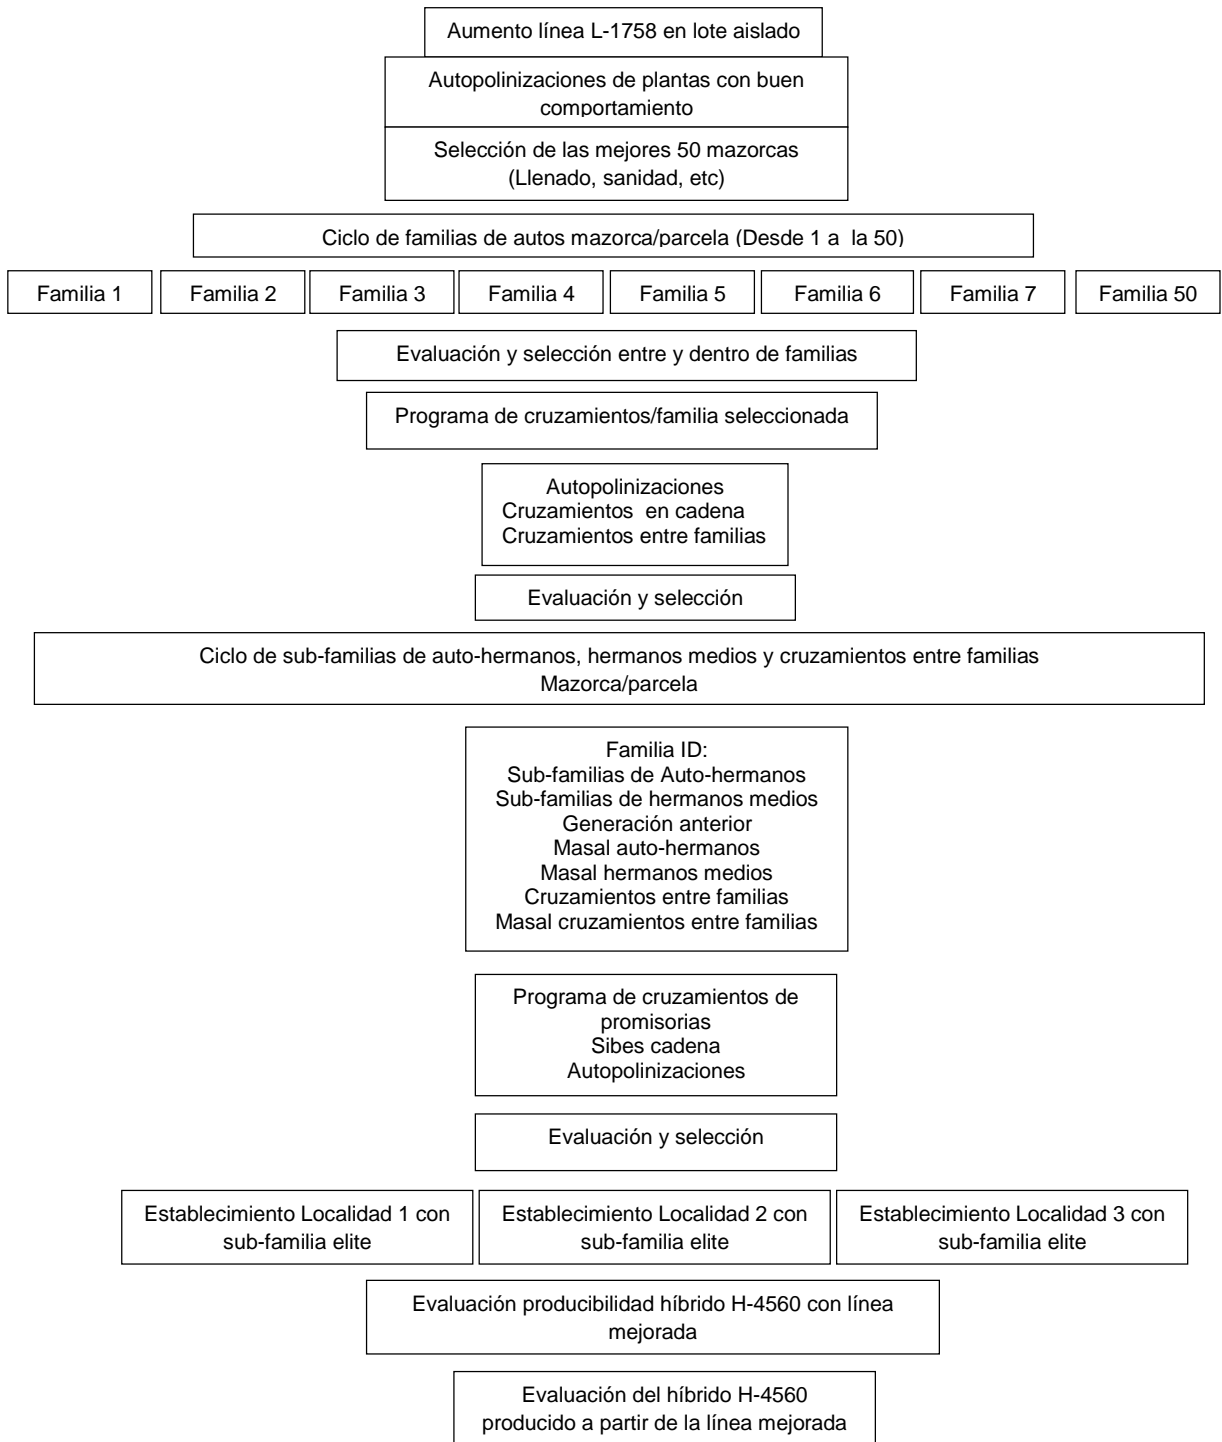 Aumento línea L-1758 en lote aislado
Autopolinizaciones de plantas con buen
comportamiento
Selección de las mejores 50 mazorcas
(Llenado, sanidad, etc)
Ciclo de familias de autos mazorca/parcela (Desde 1 a  la 50)
Familia 1
Familia 2
Familia 3
Familia 4
Familia 5
Familia 6
Familia 7
Familia 50
Evaluación y selección entre y dentro de familias
Programa de cruzamientos/familia seleccionada
Autopolinizaciones
Cruzamientos  en cadena
Cruzamientos entre familias
Evaluación y selección
Ciclo de sub-familias de auto-hermanos, hermanos medios y cruzamientos entre familias
Mazorca/parcela
Familia ID:
Sub-familias de Auto-hermanos
Sub-familias de hermanos medios
Generación anterior
Masal auto-hermanos
Masal hermanos medios
Cruzamientos entre familias
Masal cruzamientos entre familias
Programa de cruzamientos de
promisorias
Sibes cadena
Autopolinizaciones
Evaluación y selección
Establecimiento Localidad 1 con
sub-familia elite
Establecimiento Localidad 2 con
sub-familia elite
Establecimiento Localidad 3 con
sub-familia elite
Evaluación producibilidad híbrido H-4560 con línea
mejorada
Evaluación del híbrido H-4560
producido a partir de la línea mejorada